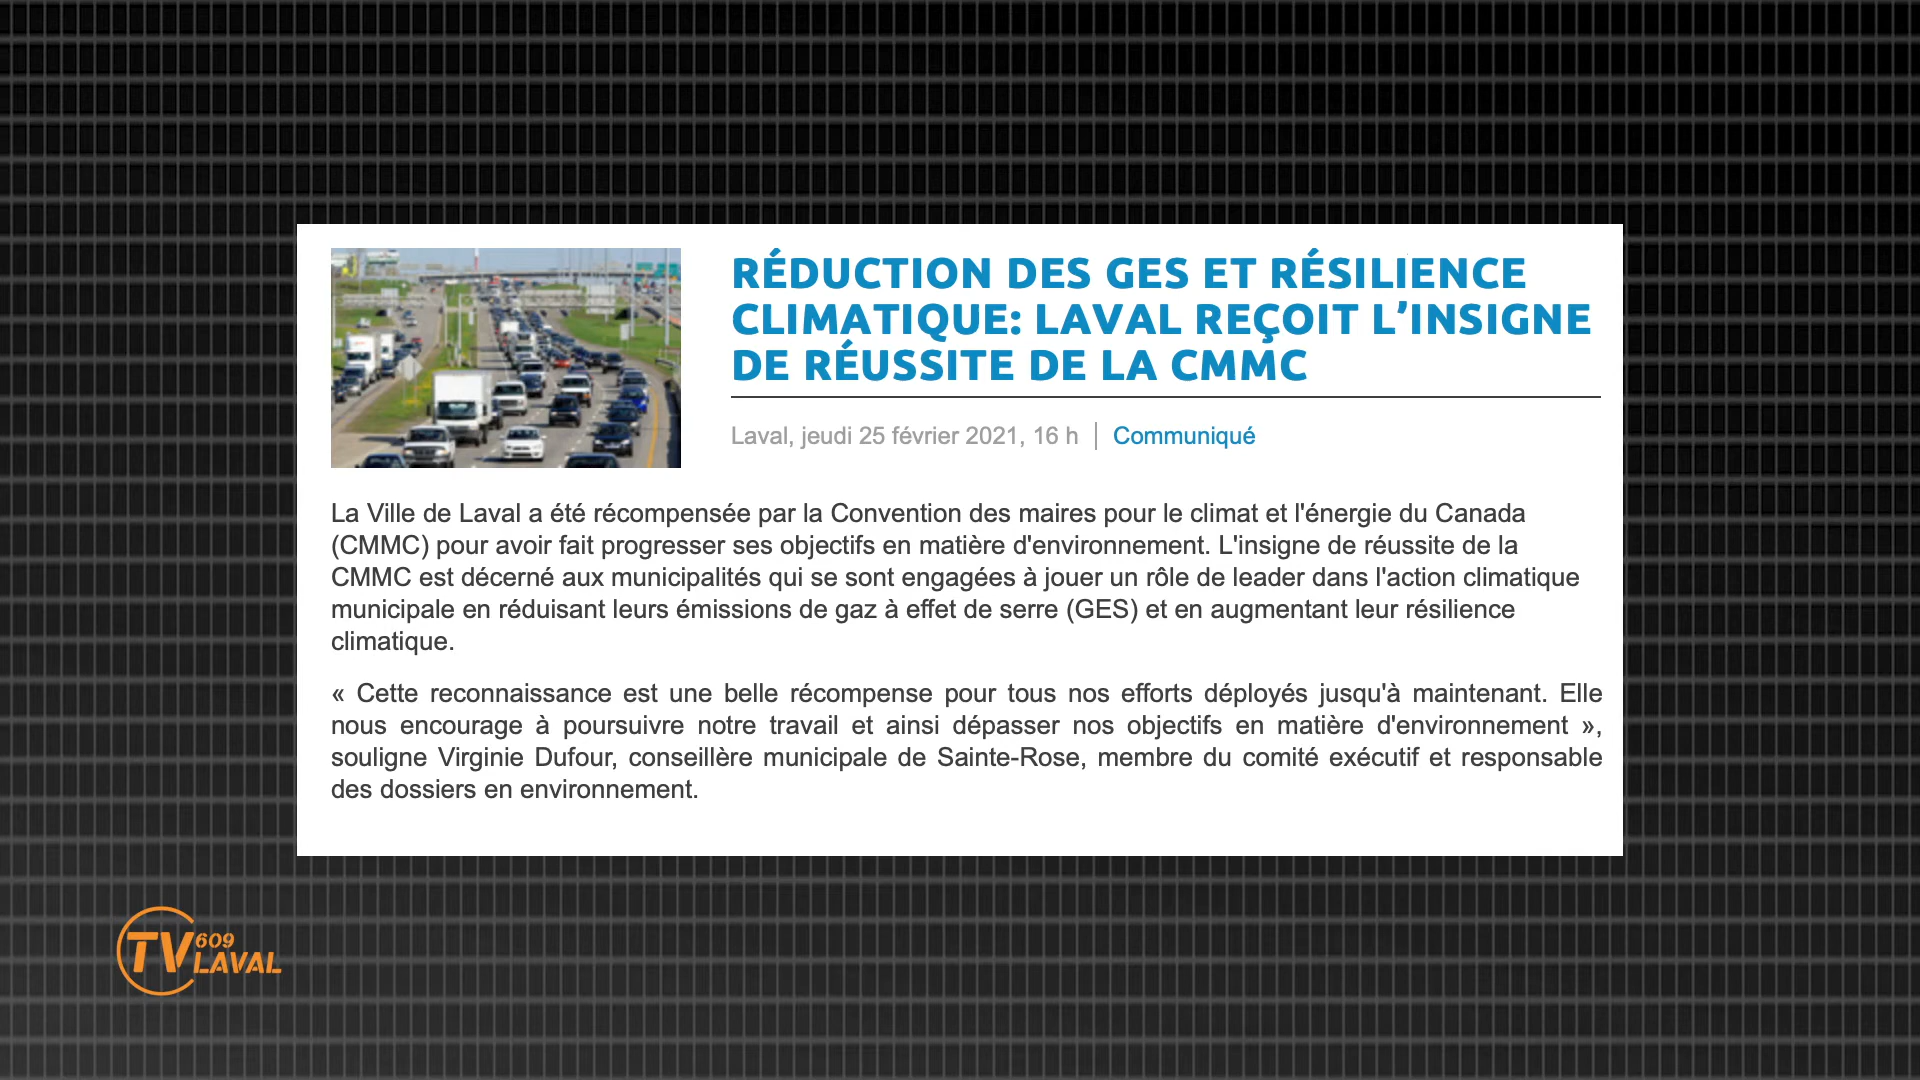 RÉDUCTION DES GES ET RÉSILIENCE
CLIMATIQUE: LAVAL REÇOIT L’INSIGNE
DE RÉUSSITE DE LA CMMC
Laval, jeudi 25 février 2021, 16 h | Communiqué
La Ville de Laval a été récompensée par la Convention des maires pour le climat et l'énergie du Canada
(CMMC) pour avoir fait progresser ses objectifs en matière d'environnement. L'insigne de réussite de la
CMMC est décerné aux municipalités qui se sont engagées à jouer un rôle de leader dans l'action climatique
municipale en réduisant leurs émissions de gaz à effet de serre (GES) et en augmentant leur résilience
climatique.
« Cette reconnaissance est une belle récompense pour tous nos efforts déployés jusqu'à maintenant. Elle
nous encourage à poursuivre notre travail et ainsi dépasser nos objectifs en matière d'environnement »,
souligne Virginie Dufour, conseillère municipale de Sainte-Rose, membre du comité exécutif et responsable
des dossiers en environnement.
TV 609
LAVAL